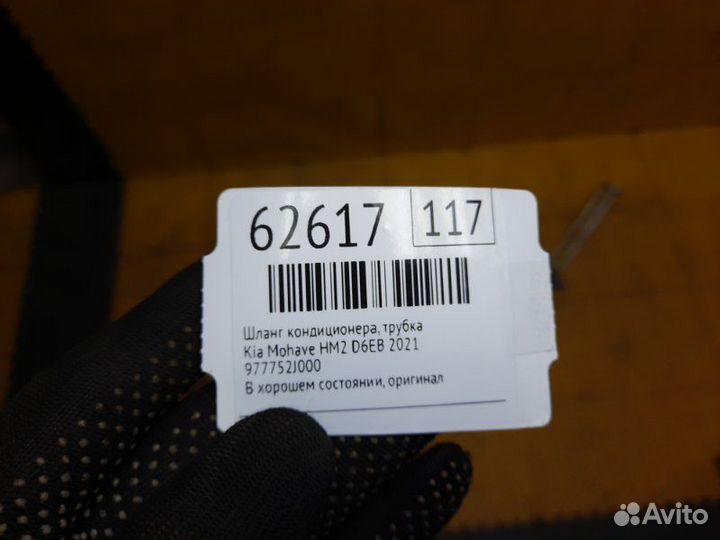 62617 117
Шланг кондиционера, трубка
Kia Mohave HM2 D6EB 2021
977752J000
В хорошем состоянии, оригинал
Avito